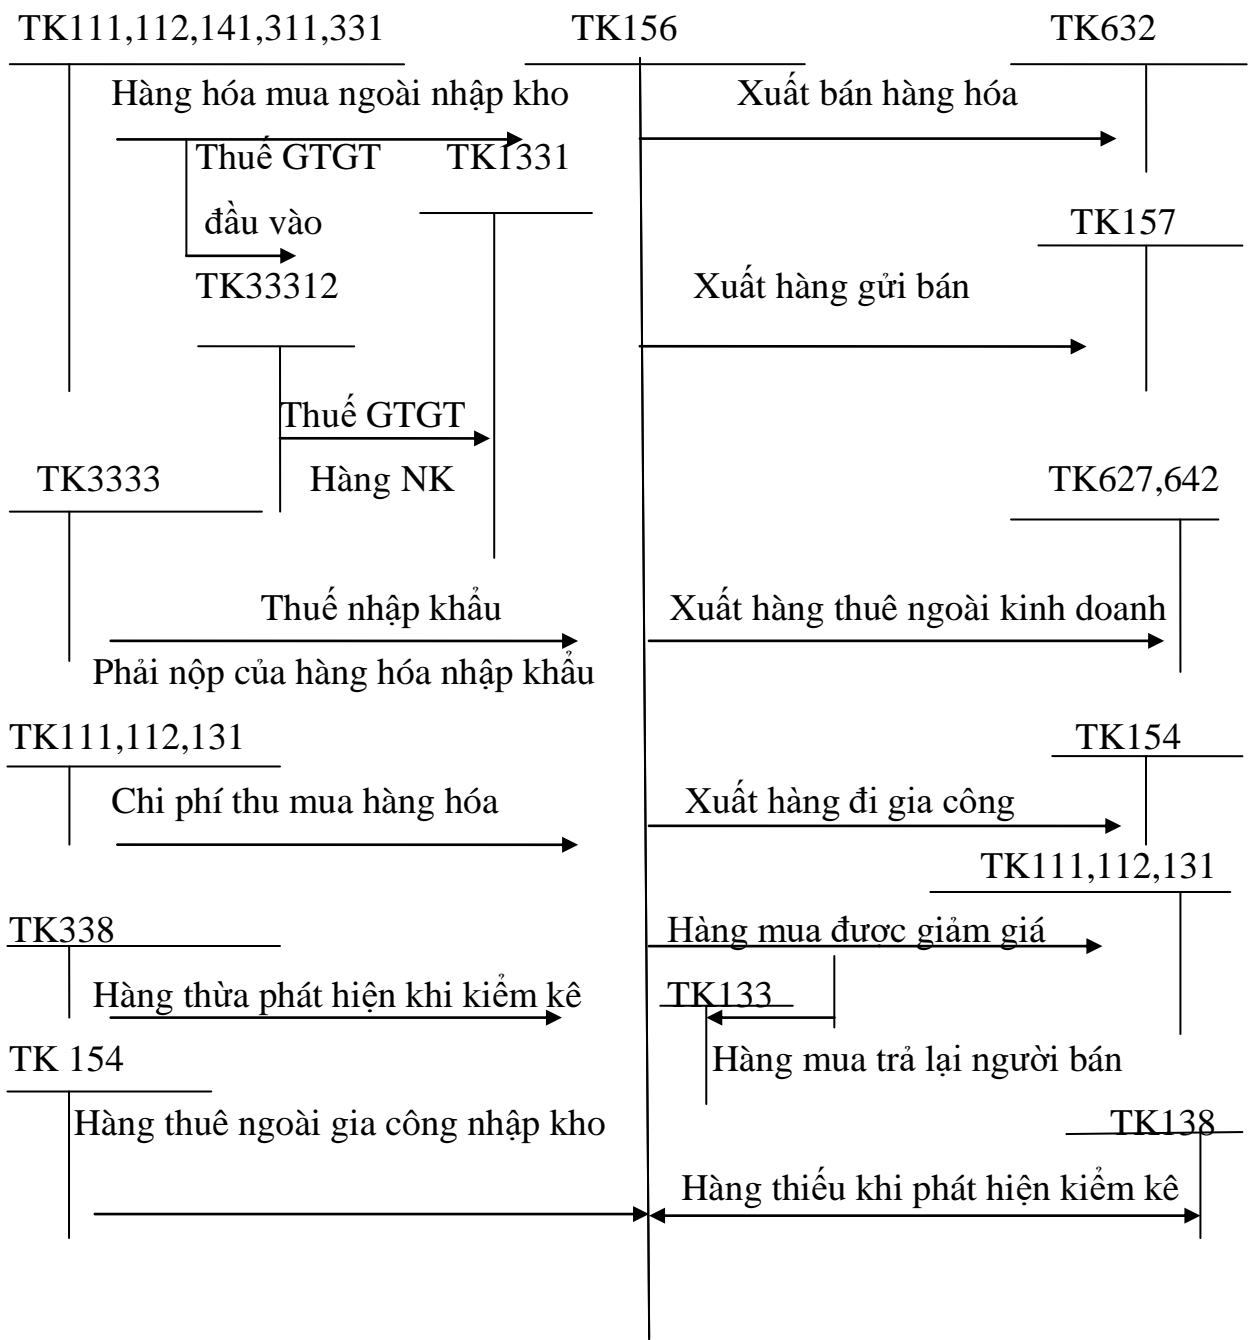 TK111,112,141,311,331
TK156
TK632
Hàng hóa mua ngoài nhập kho
Xuất bán hàng hóa
Thuế GTGT
TK1331
đầu vào
TK157
TK33312
Xuất hàng gửi bán
Thuế GTGT
TK3333
Hàng NK
TK627,642
Thuế nhập khẩu
Xuất hàng thuê ngoài kinh doanh
Phải nộp của hàng hóa nhập khẩu
TK111,112,131
TK154
Chi phí thu mua hàng hóa
Xuất hàng đi gia công
TK111,112,131
TK338
Hàng mua được giảm giá
Hàng thừa phát hiện khi kiểm kê
TK133
TK 154
Hàng mua trả lại người bán
Hàng thuê ngoài gia công nhập kho
TK138
Hàng thiếu khi phát hiện kiểm kê